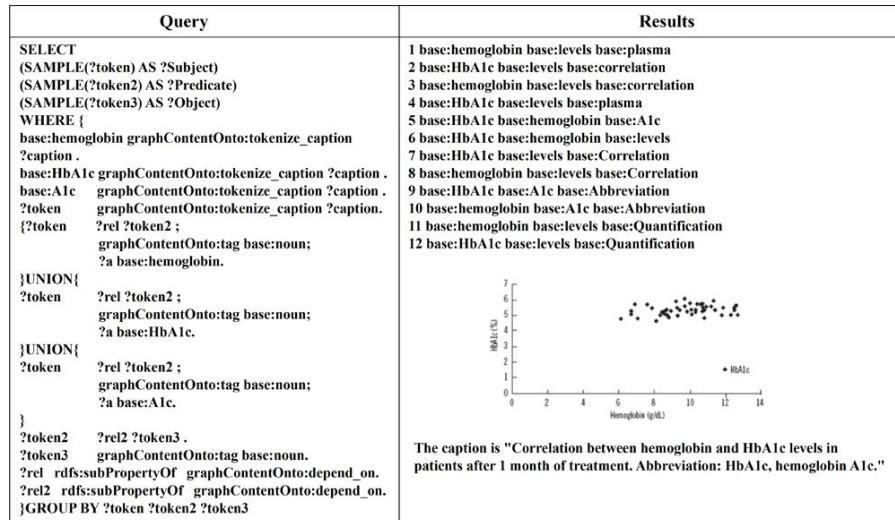 Query
SELECT
(SAMPLE(?token) AS ?Subject)
(SAMPLE(?token2) AS ?Predicate)
(SAMPLE(?token3) AS ?Object)
WHERE {
base:hemoglobin graphContentOnto:tokenize_caption
?caption .
base:HbA1c graphContentOnto:tokenize_caption ?caption .
base:A1c graphContentOnto:tokenize_caption ?caption .
?token graphContentOnto:tokenize_caption ?caption.
{?token ?rel ?token2 ;
graphContentOnto:tag base:noun;
?a base:hemoglobin.
}UNION{
?token ?rel ?token2 ;
graphContentOnto:tag base:noun;
?a base:HbA1c.
}UNION{
?token ?rel ?token2 ;
graphContentOnto:tag base:noun;
?a base:A1c.
}
?token2 ?rel2 ?token3 .
?token3 graphContentOnto:tag base:noun.
?rel rdfs:subPropertyOf graphContentOnto:depend_on.
?rel2 rdfs:subPropertyOf graphContentOnto:depend_on.
}GROUP BY ?token ?token2 ?token3
Results
1 base:hemoglobin base:levels base:plasma
2 base:HbA1c base:levels base:correlation
3 base:hemoglobin base:levels base:correlation
4 base:HbA1c base:levels base:plasma
5 base:HbA1c base:hemoglobin base:A1c
6 base:HbA1c base:hemoglobin base:levels
7 base:HbA1c base:levels base:Correlation
8 base:hemoglobin base:levels base:Correlation
9 base:HbA1c base:A1c base:Abbreviation
10 base:hemoglobin base:A1c base:Abbreviation
11 base:hemoglobin base:levels base:Quantification
12 base:HbA1c base:levels base:Quantification
7
6
5
4
3
2
1
0
HbA1c (%)
HbA1c
0 2 4 6 8 10 12 14
Hemoglobin (g/dL)
The caption is "Correlation between hemoglobin and HbA1c levels in
patients after 1 month of treatment. Abbreviation: HbA1c, hemoglobin A1c."